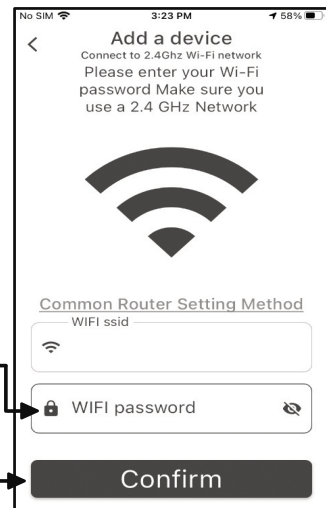 No SIM 3:23 PM 58%
Add a device
Connect to 2.4Ghz Wi-Fi network
Please enter your Wi-Fi
password Make sure you
use a 2.4 GHz Network
Common Router Setting Method
WIFI ssid
WIFI password
Confirm